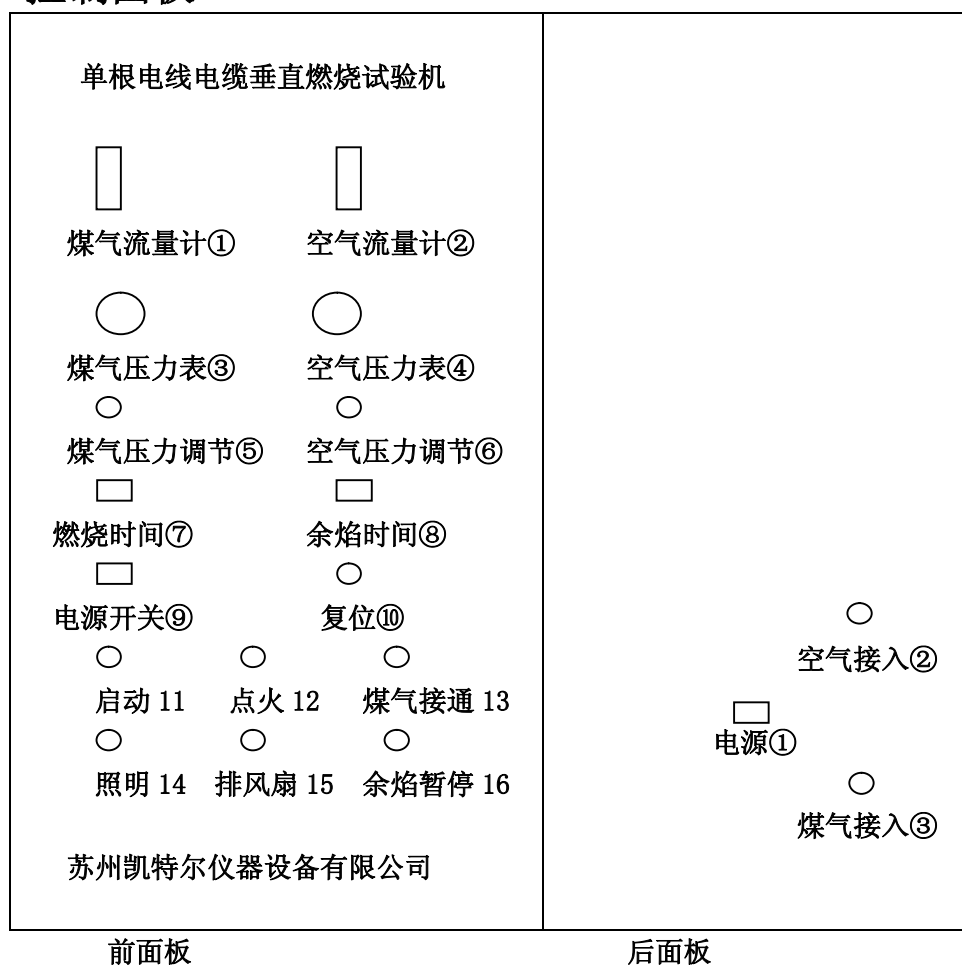 控制面板
单根电线电缆垂直燃烧试验机
煤气流量计① 空气流量计②
煤气压力表③ 空气压力表④
煤气压力调节⑤ 空气压力调节⑥
燃烧时间⑦ 余焰时间⑧
电源开关⑨ 复位⑩
启动 11 点火 12 煤气接通 13
照明 14 排风扇 15 余焰暂停 16
苏州凯特尔仪器设备有限公司
空气接入②
电源①
煤气接入③
前面板 后面板